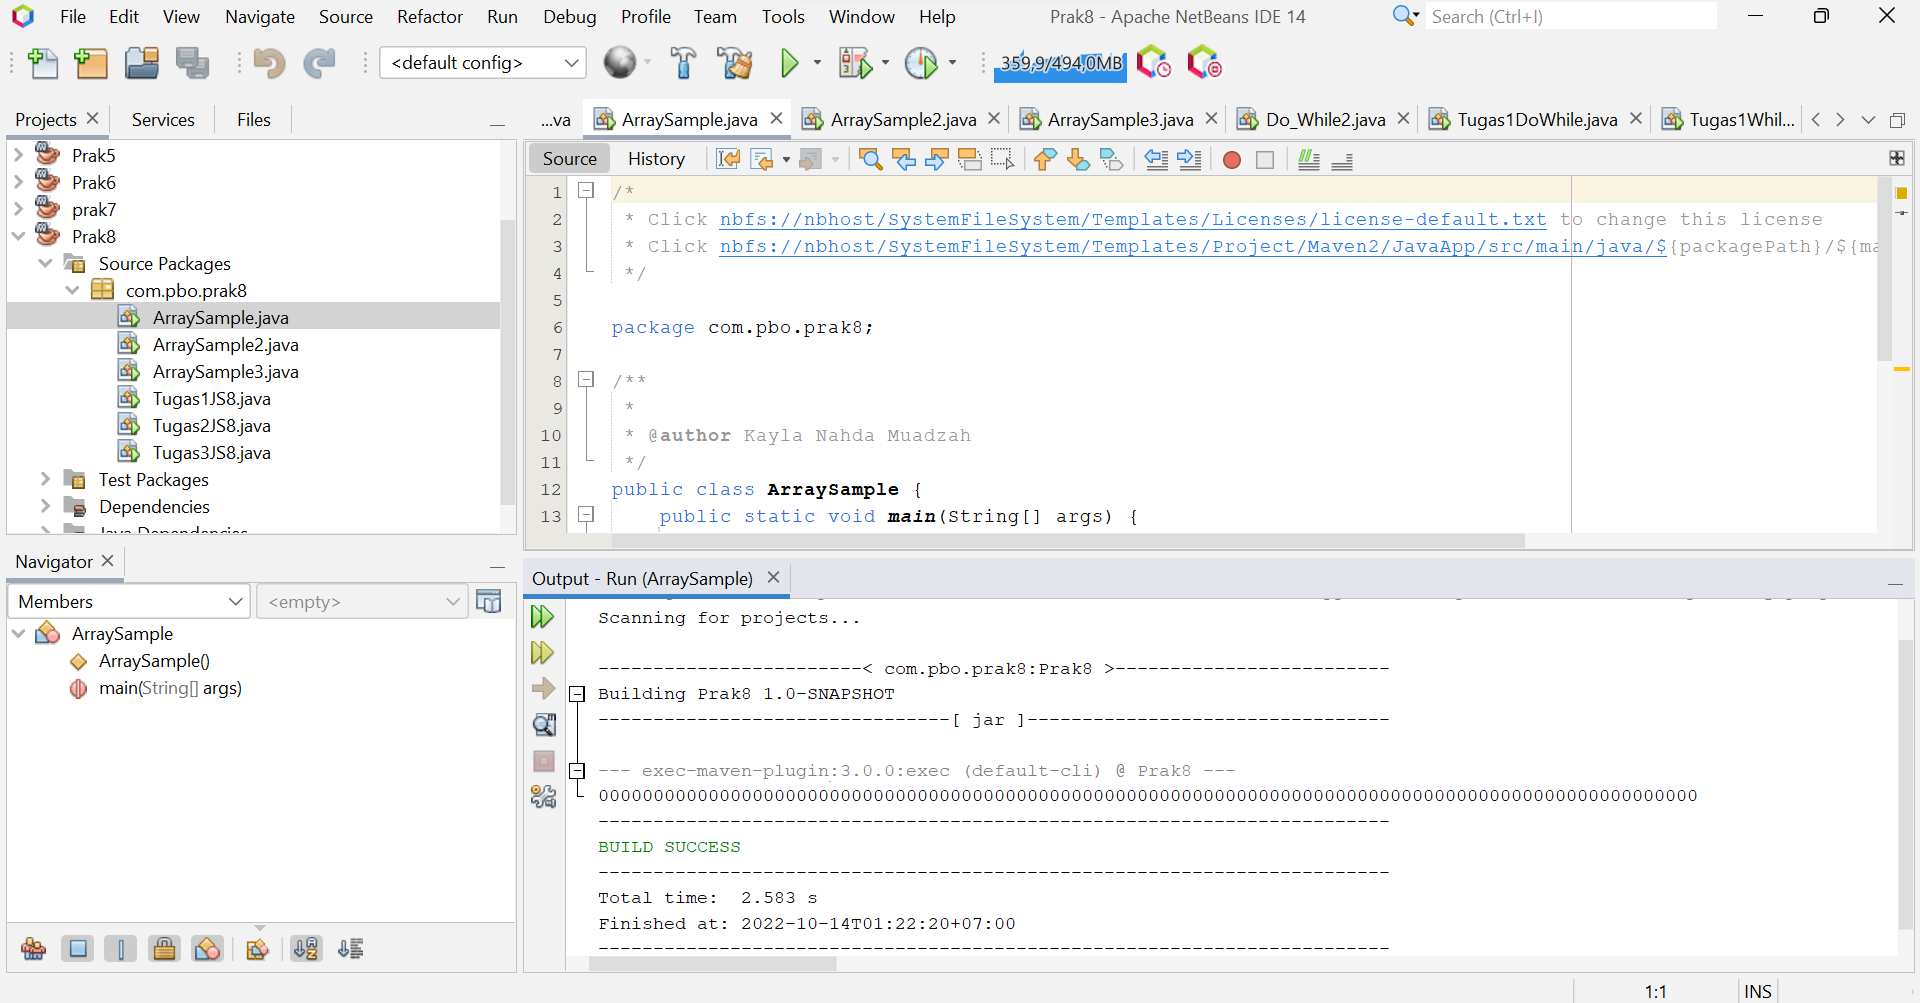 File Edit View Navigate Source Refactor Run Debug Profile Team Tools Window Help
Prak8 - Apache NetBeans IDE 14
Search (Ctrl+I)
<default config>
359,9/494,0MB
Projects
Services
Files
Prak5
Prak6
prak7
Prak8
Source Packages
com.pbo.prak8
ArraySample.java
ArraySample2.java
ArraySample3.java
Tugas1JS8.java
Tugas2JS8.java
Tugas3JS8.java
Test Packages
Dependencies
Java Dependencies
Navigator
Members
<empty>
ArraySample
ArraySample()
main(String[] args)
...va
ArraySample.java
ArraySample2.java
ArraySample3.java
Do_While2.java
Tugas1DoWhile.java
Tugas1Whil...
Source
History
1 /*
2 * Click nbfs://nbhost/SystemFileSystem/Templates/Licenses/license-default.txt to change this license
3 * Click nbfs://nbhost/SystemFileSystem/Templates/Project/Maven2/JavaApp/src/main/java/${packagePath}/${ma
4 */
5
6 package com.pbo.prak8;
7
8 /**
9 *
10 * @author Kayla Nahda Muadzah
11 */
12 public class ArraySample {
13 public static void main(String[] args) {
Output - Run (ArraySample)
Scanning for projects...
------------------------< com.pbo.prak8:Prak8 >-------------------------
Building Prak8 1.0-SNAPSHOT
--------------------------------[ jar ]---------------------------------
--- exec-maven-plugin:3.0.0:exec (default-cli) @ Prak8 ---
0000000000000000000000000000000000000000000000000000000000000000000000000000000000000000000000000000
------------------------------------------------------------------------
BUILD SUCCESS
------------------------------------------------------------------------
Total time:  2.583 s
Finished at: 2022-10-14T01:22:20+07:00
------------------------------------------------------------------------
1:1
INS